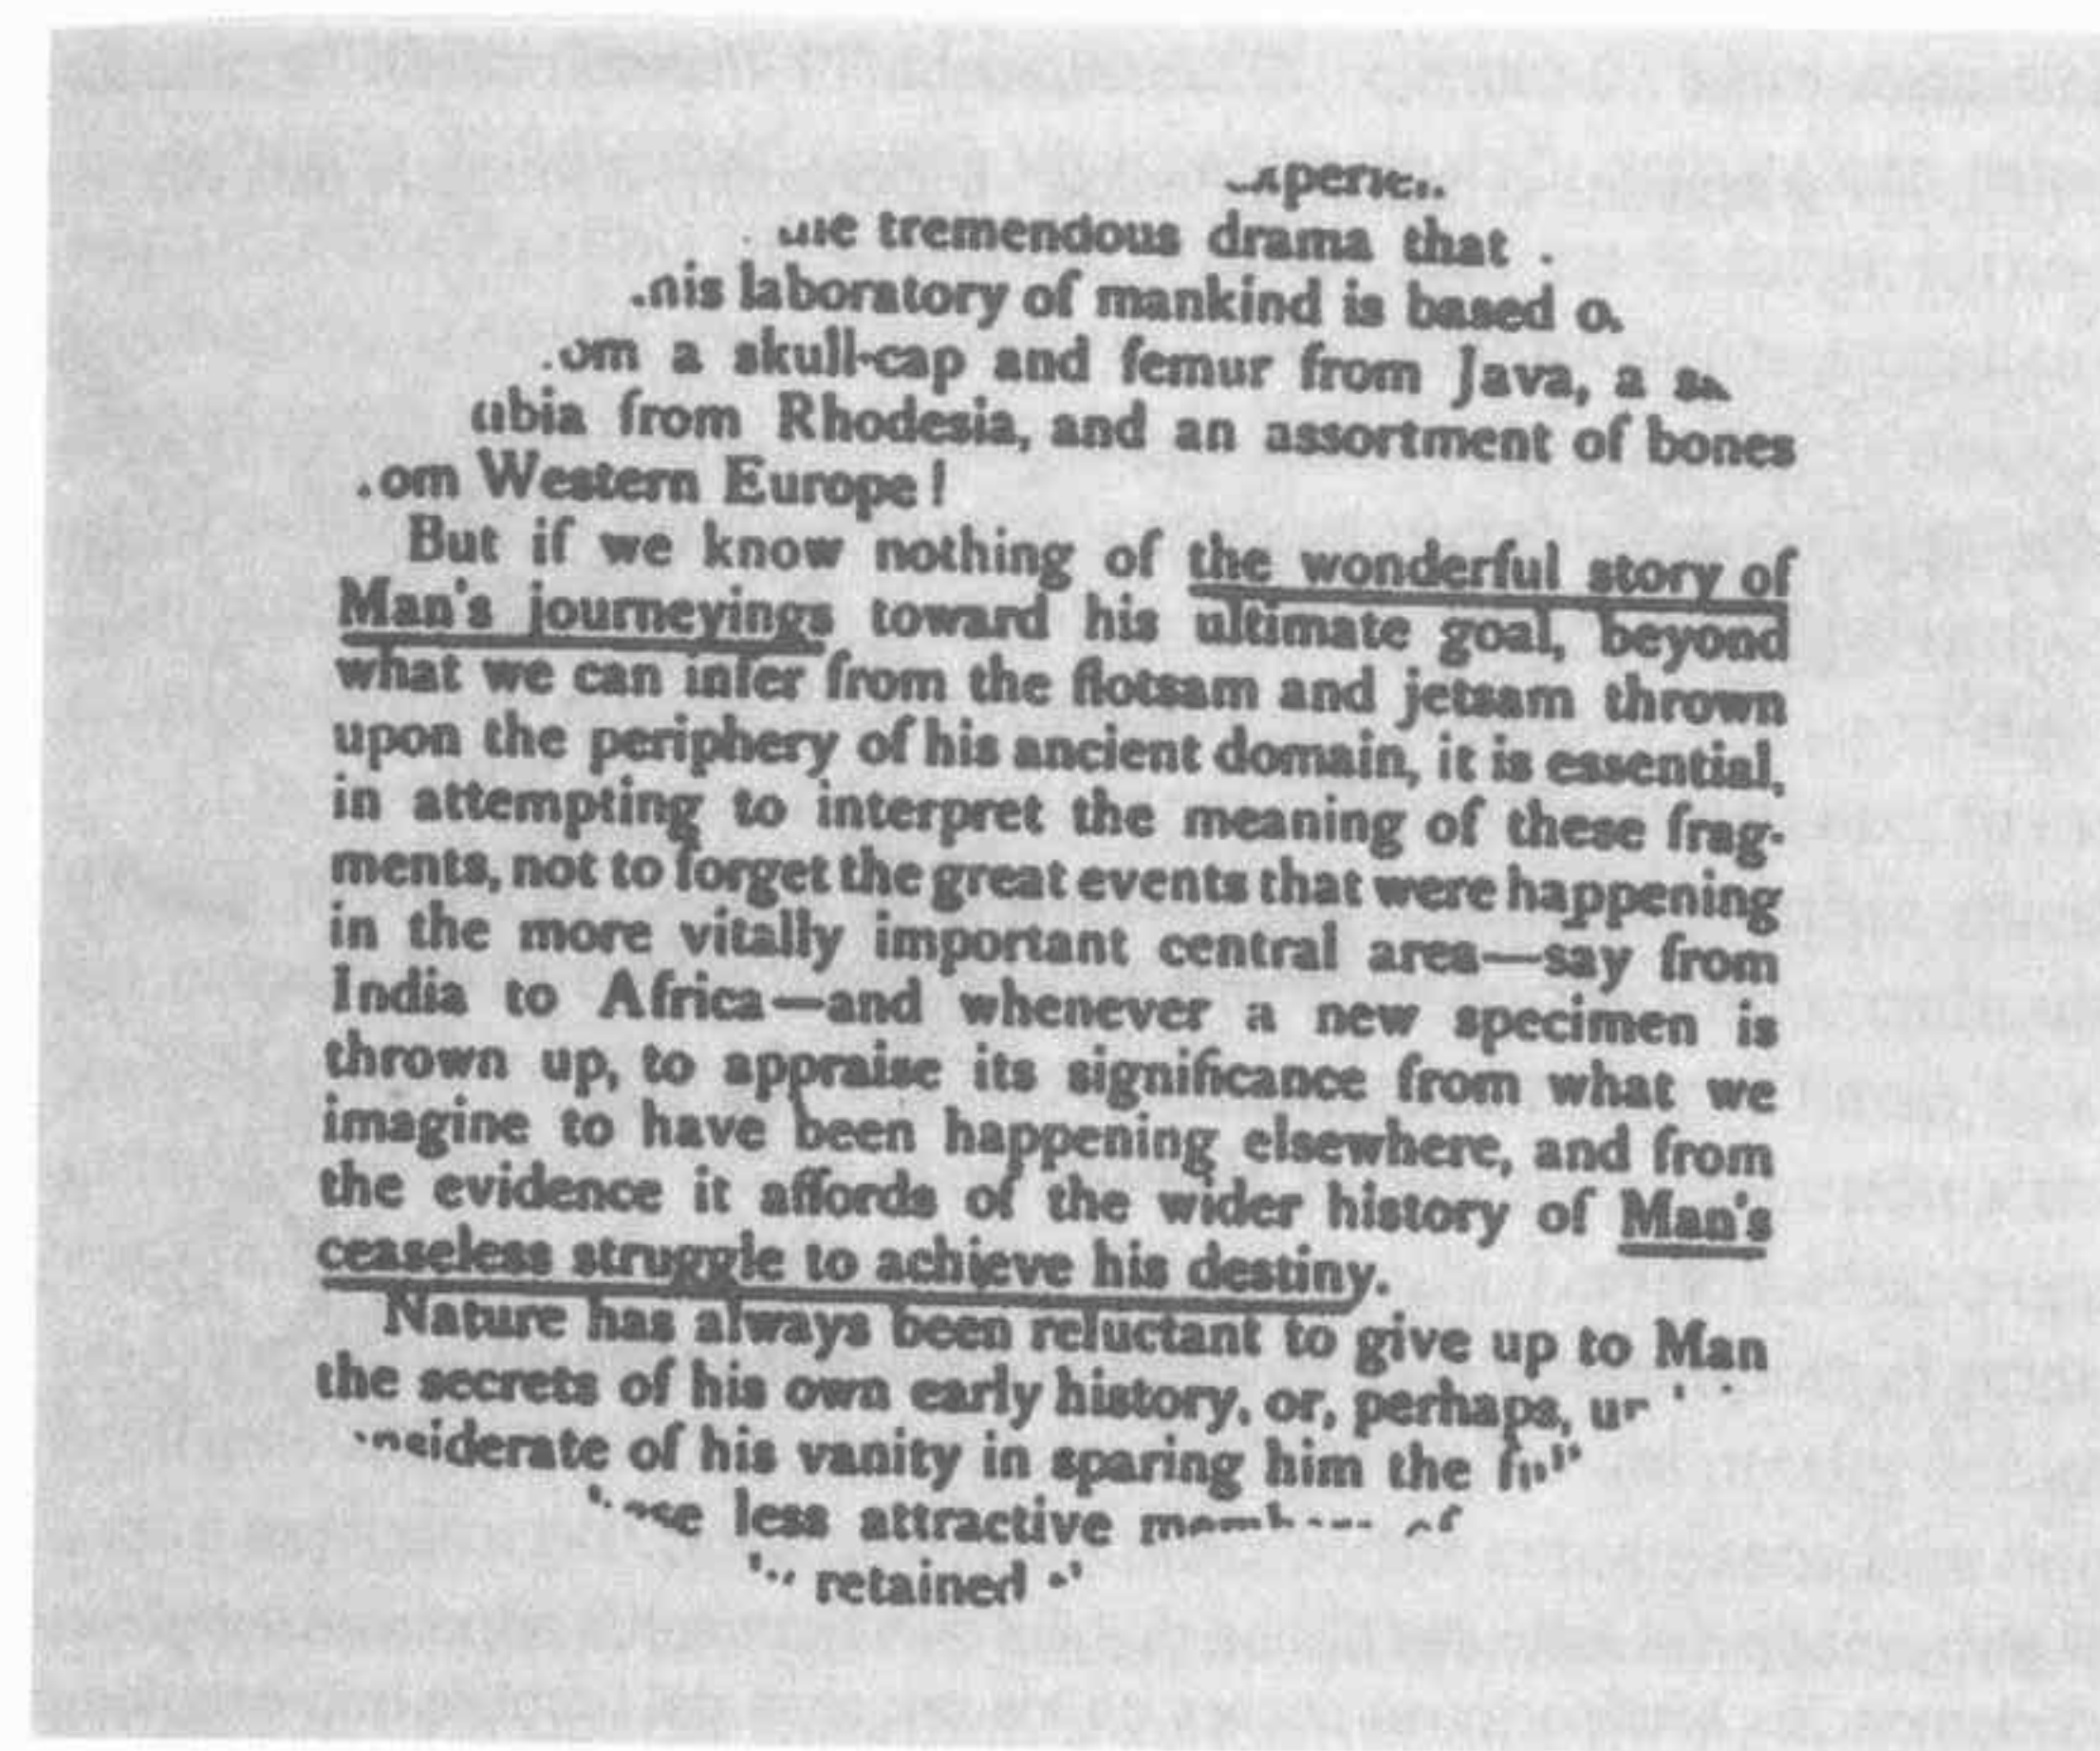 tremendous drama that
laboratory of mankind is based
a skull-cap and femur from Java, a
from Rhodesia, and an assortment of bones
Western Europe!
But if we know nothing of the wonderful story of
Man's journeyings toward his ultimate goal, beyond
what we can infer from the flotsam and jetsam thrown
upon the periphery of his ancient domain, it is essential,
in attempting to interpret the meaning of these frag-
ments, not to forget the great events that were happening
in the more vitally important central area—say from
India to Africa—and whenever a new specimen is
thrown up, to appraise its significance from what we
imagine to have been happening elsewhere, and from
the evidence it affords of the wider history of Man's
ceaseless struggle to achieve his destiny.
Nature has always been reluctant to give up to Man
the secrets of his own early history, or, perhaps,
of his vanity in sparing him the
less attractive
retained